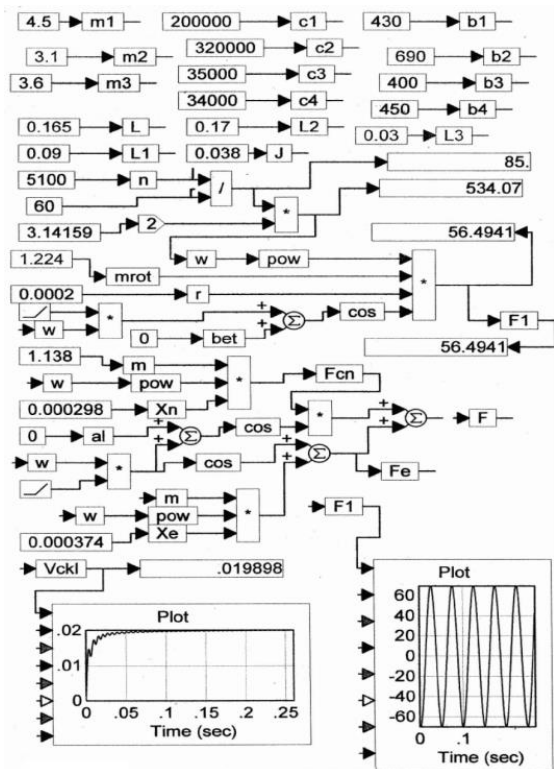 4.5 m1 200000 c1 430 b1
3.1 m2 320000 c2 690 b2
3.6 m3 35000 c3 400 b3
34000 c4 450 b4
0.165 L 0.17 L2 0.03 L3
0.09 L1 0.038 J
5100 n / 85.
60 534.07
3.14159 2 *
w pow 56.4941
1.224 mrot *
0.0002 r
w * + + Σ cos F1
0 bet 56.4941
1.138 m Fcn
w pow *
0.000298 Xn * + Σ F
0 al + + Σ cos + + Σ +
w * cos Fe
m F1
w pow *
0.000374 Xe
Vckl .019898
Plot
0.02
.01
0
0 .05 .1 .15 .2 .25
Time (sec)
Plot
60
40
20
0
-20
-40
-60
0 .1
Time (sec)